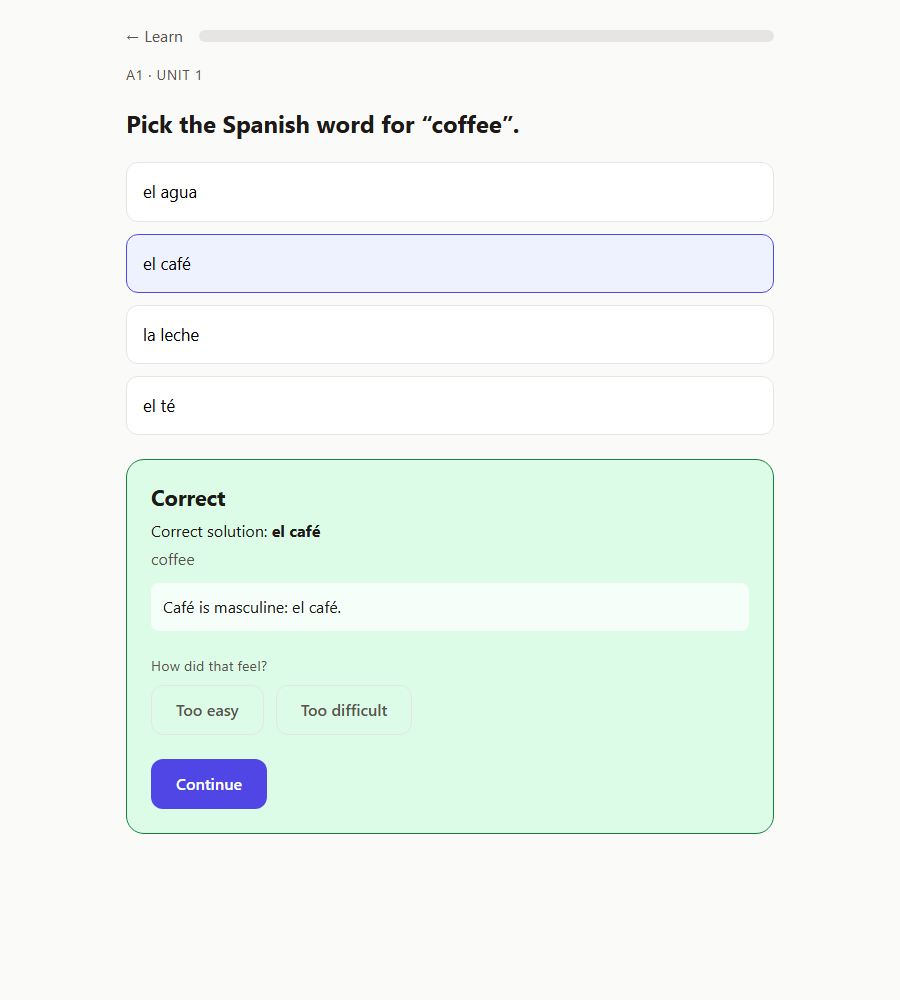 ← Learn
A1 · UNIT 1
Pick the Spanish word for “coffee”.
el agua
el café
la leche
el té
Correct
Correct solution: el café
coffee
Café is masculine: el café.
How did that feel?
Too easy
Too difficult
Continue